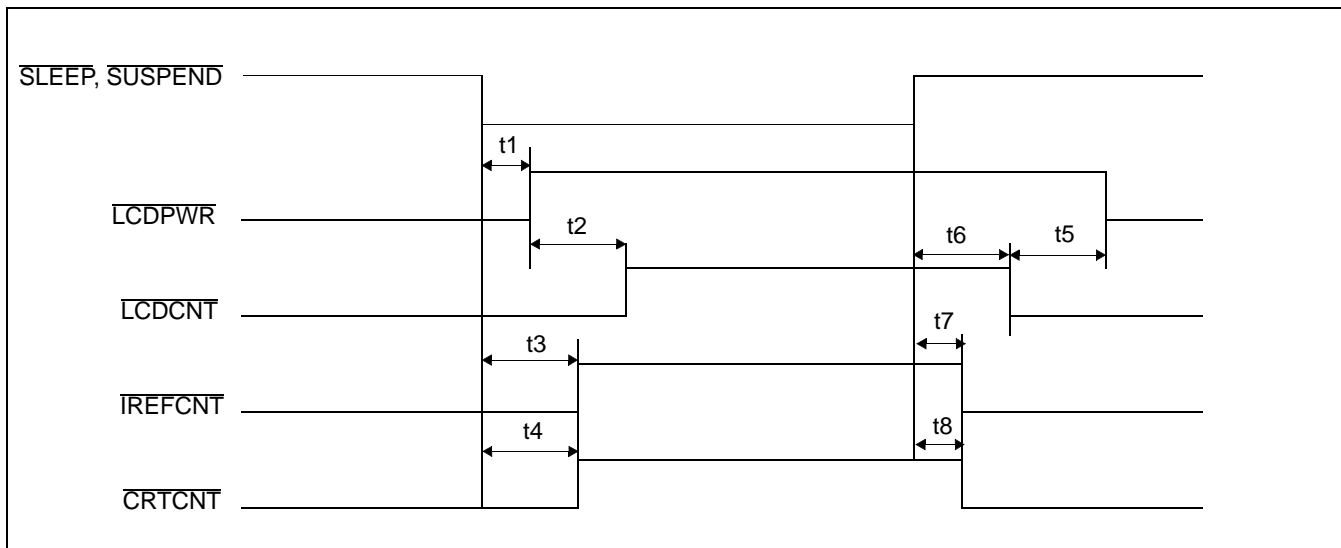 SLEEP, SUSPEND
t1
LCDPWR
t2
t6
t5
LCDCNT
t7
t3
IREFCNT
t4
t8
CRTCNT